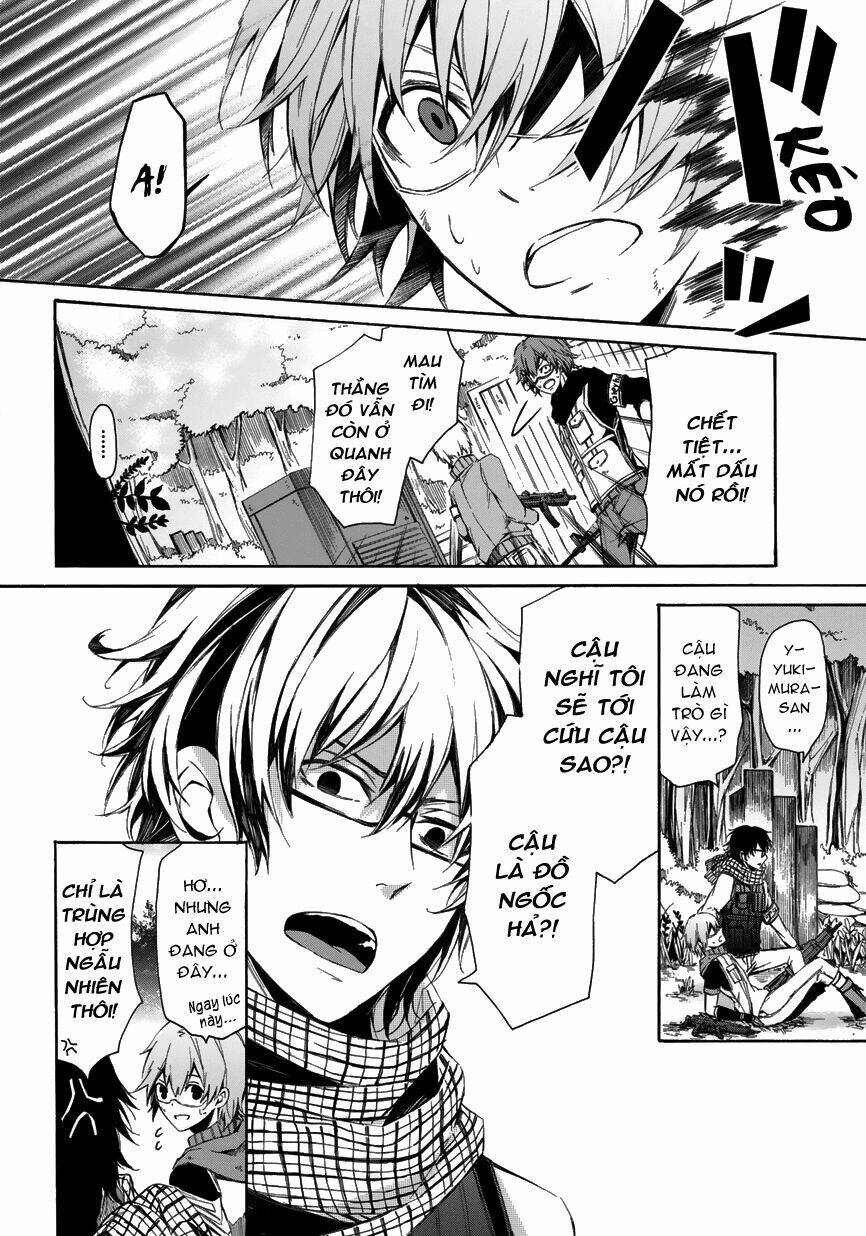 KÉO
A!
CHẾT
TIỆT...
MẤT DẤU
NÓ RỒI!
MAU
TÌM
ĐI!
THẰNG
ĐÓ VẪN
CÒN Ở
QUANH
ĐÂY
THÔI!
......
Y-
YUKI-
MURA-
SAN
...
CẬU
ĐANG
LÀM
TRÒ GÌ
VẬY...?
CẬU
NGHĨ TÔI
SẼ TỚI
CỨU CẬU
SAO?!
CẬU
LÀ ĐỒ
NGỐC
HẢ?!
HƠ...
NHƯNG
ANH
ĐANG Ở
ĐÂY...
Ngay lúc
này...
CHỈ LÀ
TRÙNG
HỢP
NGẪU
NHIÊN
THÔI!